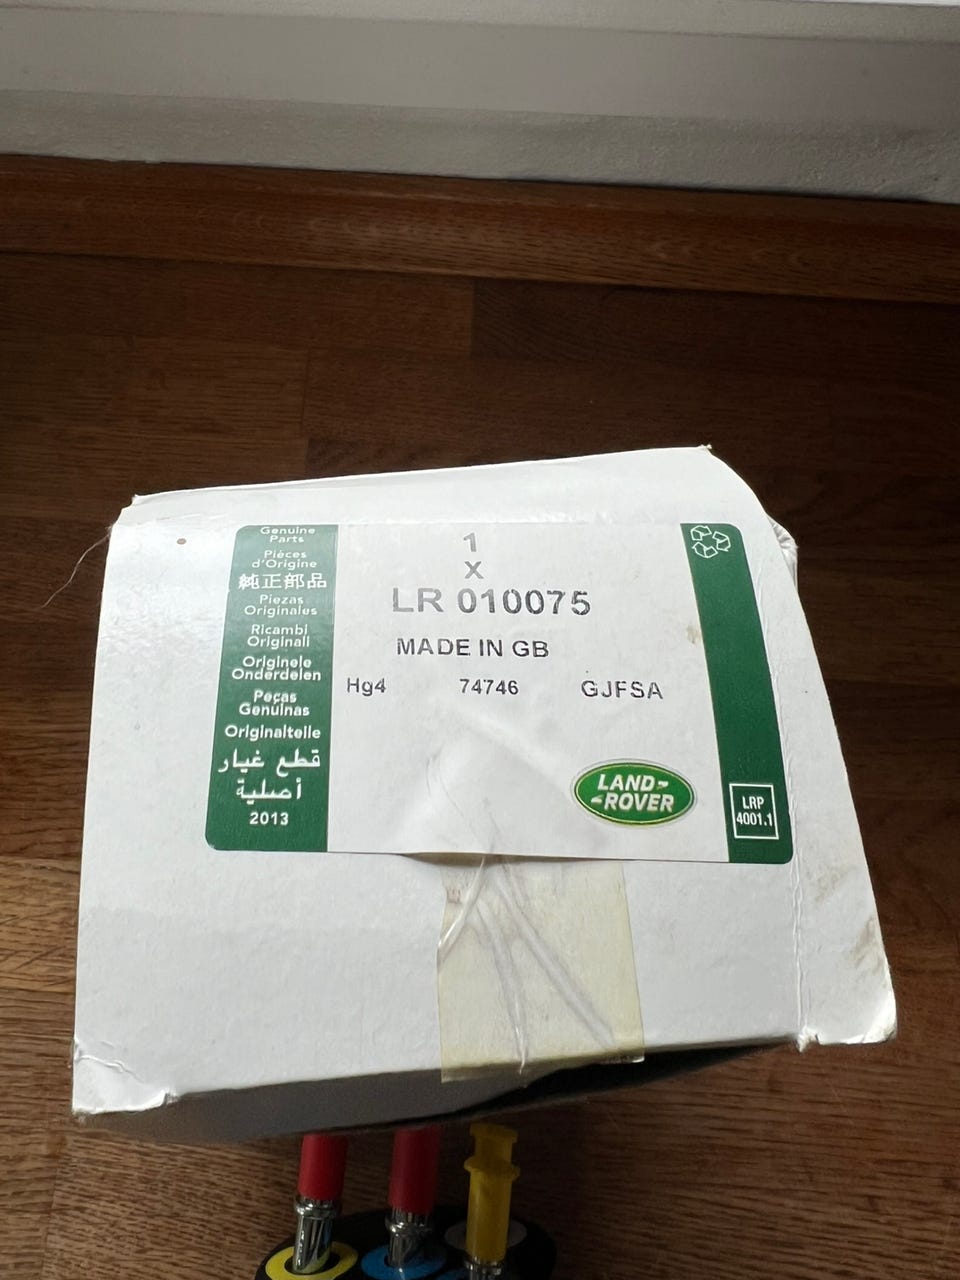 Genuine
Parts
Pièces
d'Origine
純正部品
Piezas
Originales
Ricambi
Originali
Originele
Onderdelen
Peças
Genuinas
Originalteile
قطع غيار
أصلية
2013
1
X
LR 010075
MADE IN GB
Hg4 74746 GJFSA
LAND-
-ROVER
LRP
4001.1